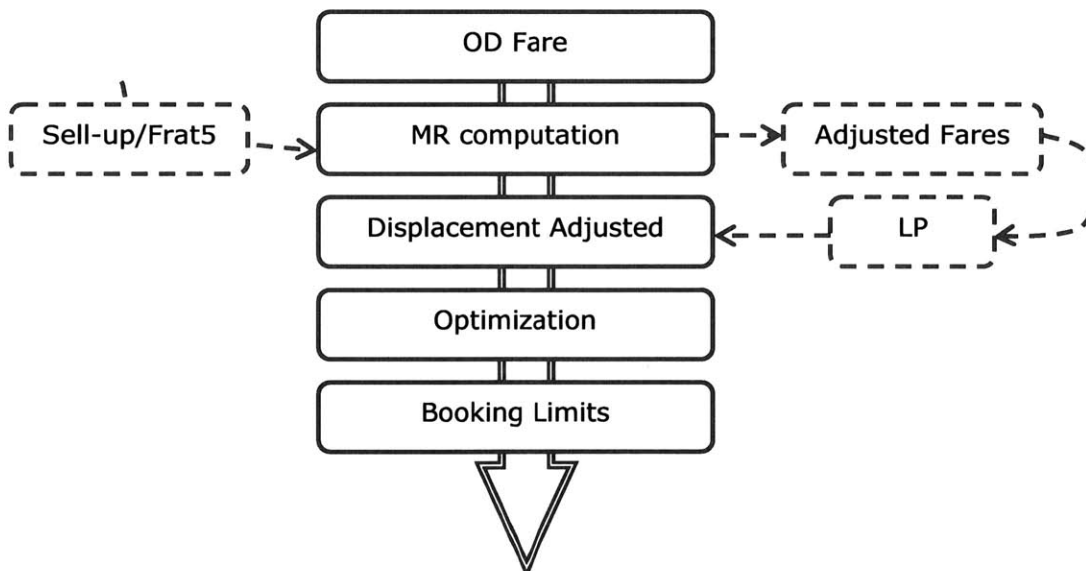 OD Fare
Sell-up/Frat5
MR computation
Adjusted Fares
Displacement Adjusted
LP
Optimization
Booking Limits